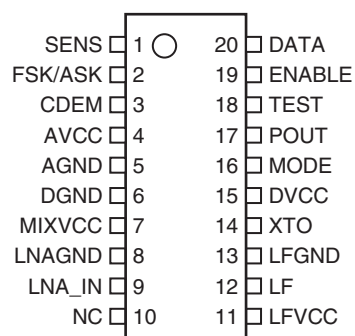 SENS 1 20 DATA
FSK/ASK 2 19 ENABLE
CDEM 3 18 TEST
AVCC 4 17 POUT
AGND 5 16 MODE
DGND 6 15 DVCC
MIXVCC 7 14 XTO
LNAGND 8 13 LFGND
LNA_IN 9 12 LF
NC 10 11 LFVCC